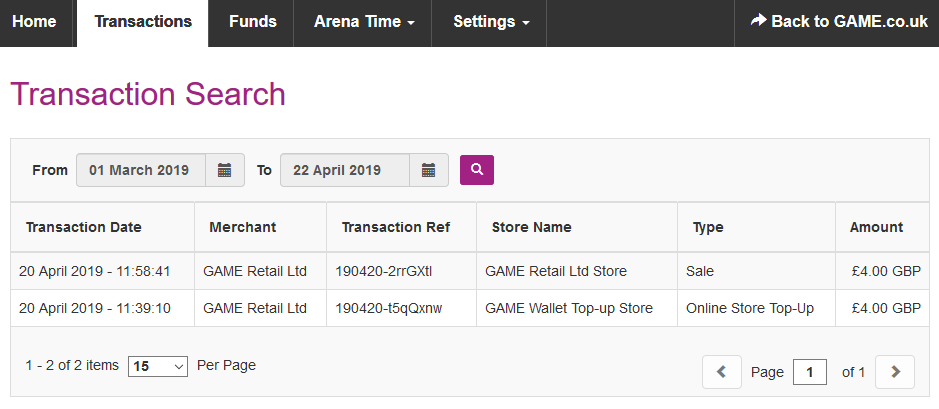 Home Transactions Funds Arena Time Settings Back to GAME.co.uk
Transaction Search
From 01 March 2019 To 22 April 2019
Transaction Date Merchant Transaction Ref Store Name Type Amount
20 April 2019 - 11:58:41 GAME Retail Ltd 190420-2rrGXtI GAME Retail Ltd Store Sale £4.00 GBP
20 April 2019 - 11:39:10 GAME Retail Ltd 190420-t5qQxnw GAME Wallet Top-up Store Online Store Top-Up £4.00 GBP
1 - 2 of 2 items 15 Per Page Page 1 of 1